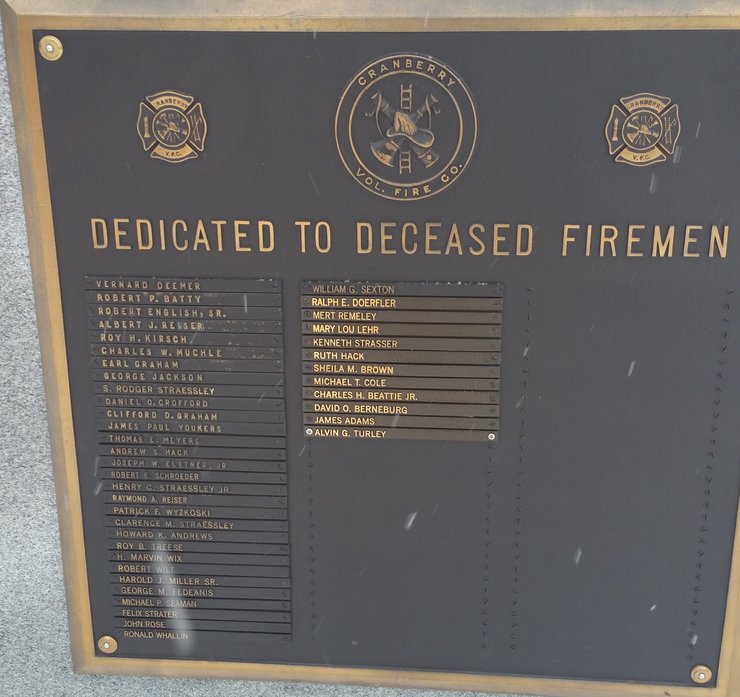 CRANBERRY
VOL. FIRE CO.
CRANBERRY
V.F.C.
CRANBERRY
V.F.C.
DEDICATED TO DECEASED FIREMEN
VERNARD DEEMER
ROBERT P. BATTY
ROBERT ENGLISH, SR.
ALBERT J. REISER
ROY H. KIRSCH
CHARLES W. MUCHLE
EARL GRAHAM
GEORGE JACKSON
S. RODGER STRAESSLEY
DANIEL O. CROFFORD
CLIFFORD D. GRAHAM
JAMES PAUL YOUKERS
THOMAS E. MEYERS
ANDREW S. HACK
JOSEPH W. ELSTNER, JR.
ROBERT E. SCHROEDER
HENRY C. STRAESSLEY JR.
RAYMOND A. REISER
PATRICK F. WYZKOSKI
CLARENCE M. STRAESSLEY
HOWARD K. ANDREWS
ROY B. TREESE
H. MARVIN WIX
ROBERT WILT
HAROLD J. MILLER SR.
GEORGE M. FEDEANIS
MICHAEL P. SEAMAN
FELIX STRATER
JOHN ROSE
RONALD WHALLIN
WILLIAM G. SEXTON
RALPH E. DOERFLER
MERT REMELEY
MARY LOU LEHR
KENNETH STRASSER
RUTH HACK
SHEILA M. BROWN
MICHAEL T. COLE
CHARLES H. BEATTIE JR.
DAVID O. BERNEBURG
JAMES ADAMS
ALVIN G. TURLEY